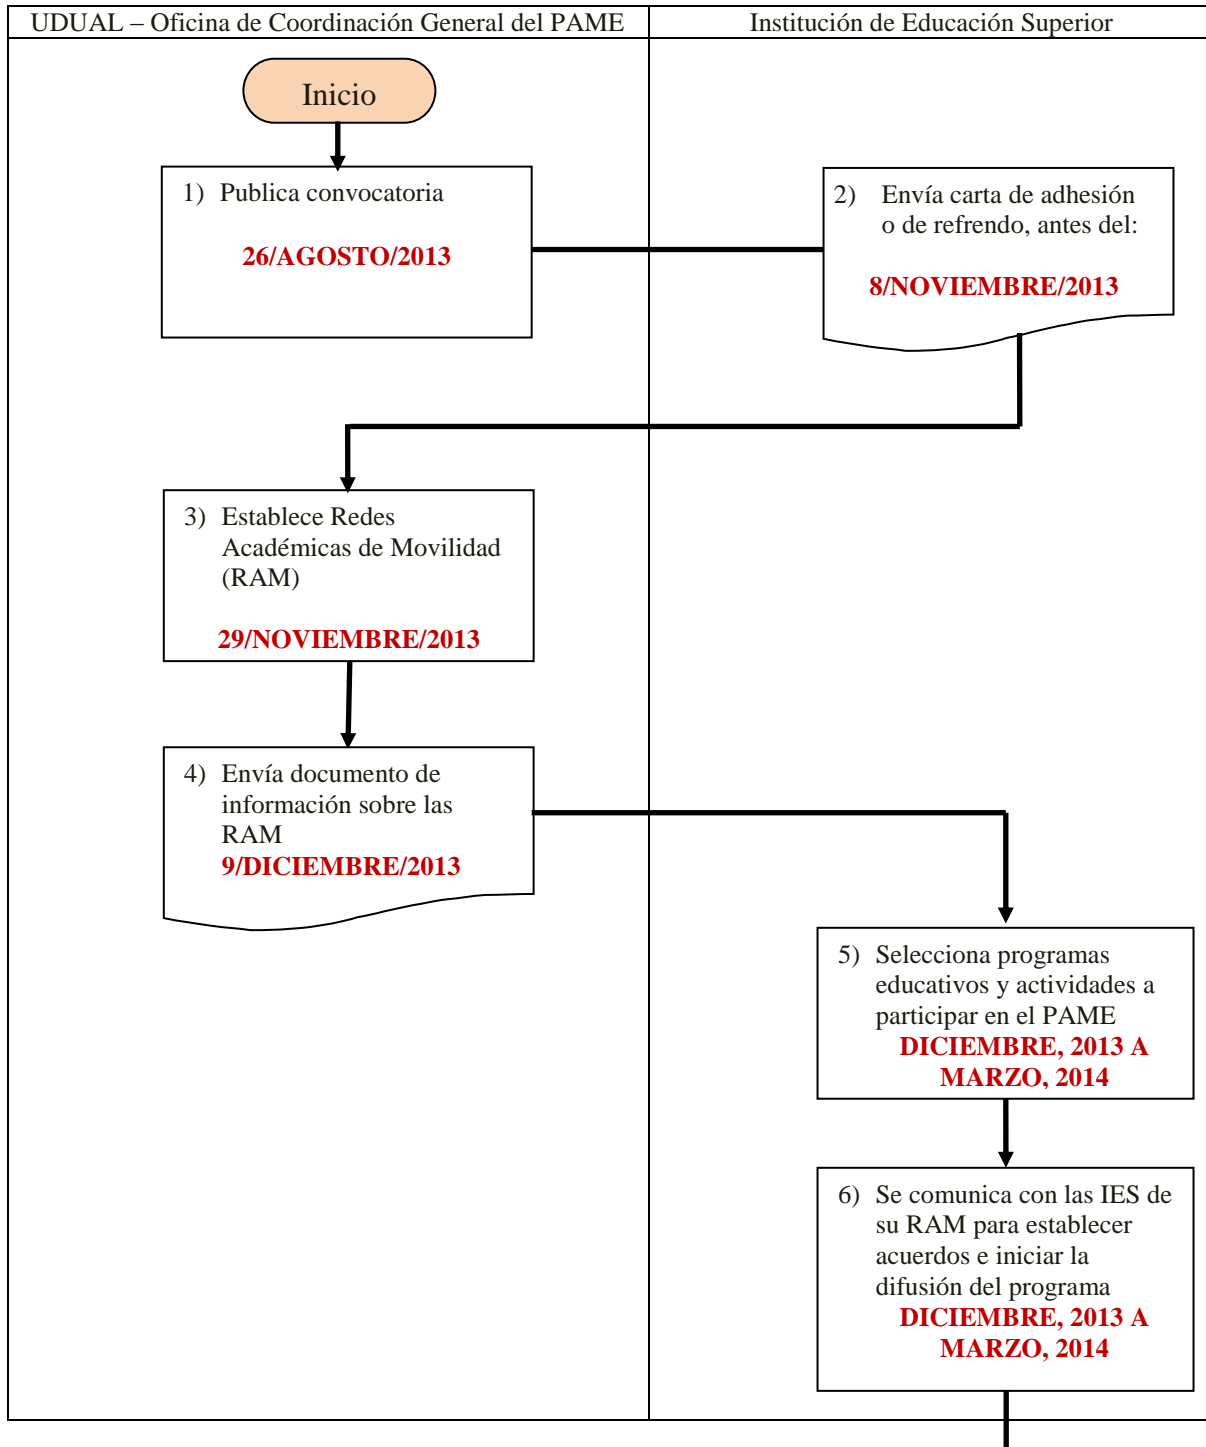 UDUAL – Oficina de Coordinación General del PAME
Institución de Educación Superior
Inicio
1) Publica convocatoria
26/AGOSTO/2013
2) Envía carta de adhesión
o de refrendo, antes del:
8/NOVIEMBRE/2013
3) Establece Redes
Académicas de Movilidad
(RAM)
29/NOVIEMBRE/2013
4) Envía documento de
información sobre las
RAM
9/DICIEMBRE/2013
5) Selecciona programas
educativos y actividades a
participar en el PAME
DICIEMBRE, 2013 A
MARZO, 2014
6) Se comunica con las IES de
su RAM para establecer
acuerdos e iniciar la
difusión del programa
DICIEMBRE, 2013 A
MARZO, 2014